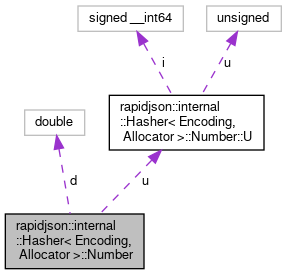 signed __int64
unsigned
i
u
rapidjson::internal
::Hasher< Encoding,
Allocator >::Number::U
double
d
u
rapidjson::internal
::Hasher< Encoding,
Allocator >::Number